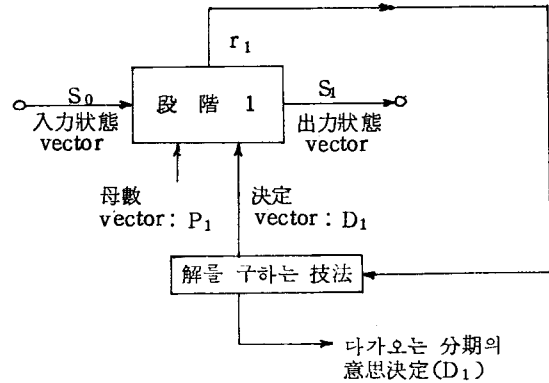 r₁
S₀
段 階 1
S₁
入力狀態
vector
出力狀態
vector
母數
vector: P₁
決定
vector: D₁
解를 구하는 技法
다가오는 分期의
意思決定(D₁)